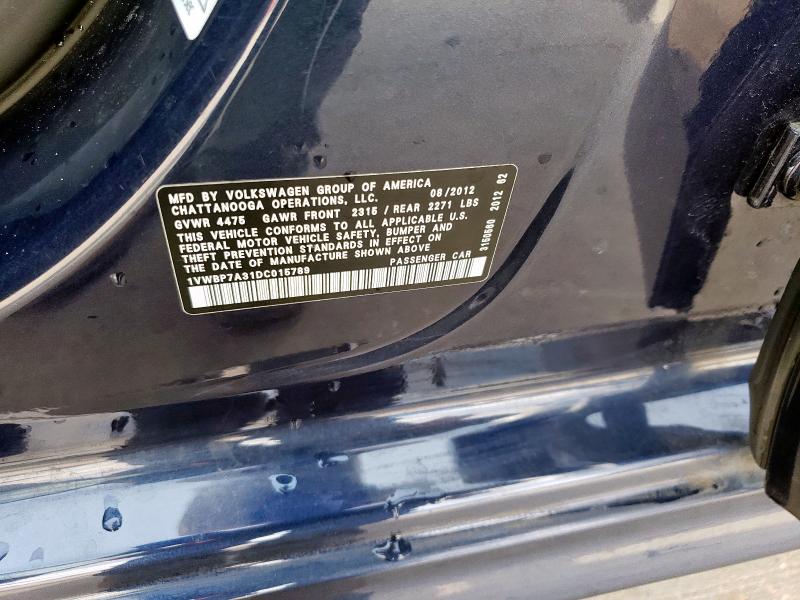 MFD BY VOLKSWAGEN GROUP OF AMERICA
CHATTANOOGA OPERATIONS, LLC. 08/2012
GVWR 4475 GAWR FRONT 2315 / REAR 2271 LBS
THIS VEHICLE CONFORMS TO ALL APPLICABLE U.S.
FEDERAL MOTOR VEHICLE SAFETY, BUMPER AND
THEFT PREVENTION STANDARDS IN EFFECT ON
THE DATE OF MANUFACTURE SHOWN ABOVE
1VWBP7A31DC015789 PASSENGER CAR
3150560 2012 62